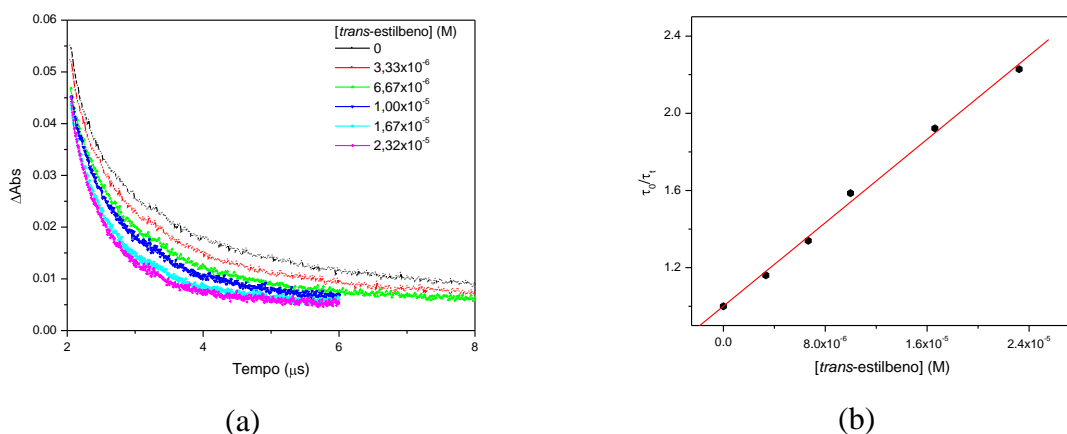 [trans-estilbeno] (M)
0
3,33x10⁻⁶
6,67x10⁻⁶
1,00x10⁻⁵
1,67x10⁻⁵
2,32x10⁻⁵
0.06
0.05
0.04
0.03
0.02
0.01
0.00
ΔAbs
2
4
6
8
Tempo (μs)
(a)
2.4
2.0
1.6
1.2
τ₀/τₜ
0.0
8.0x10⁻⁶
1.6x10⁻⁵
2.4x10⁻⁵
[trans-estilbeno] (M)
(b)